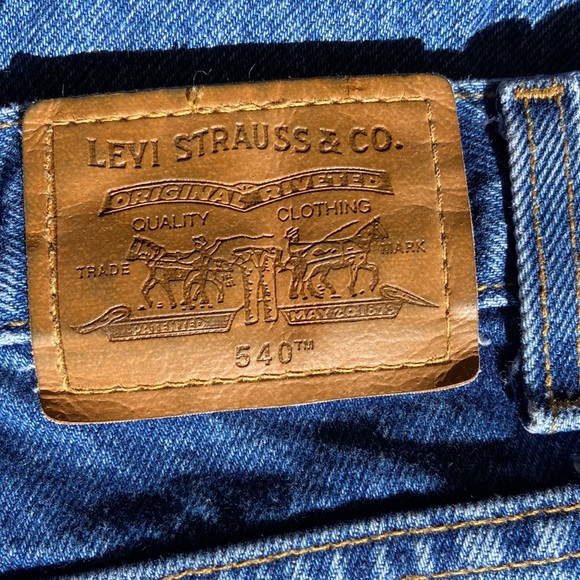 LEVI STRAUSS & CO.
ORIGINAL RIVETED
QUALITY CLOTHING
TRADE MARK
PATENTED MAY 20 1873
540™